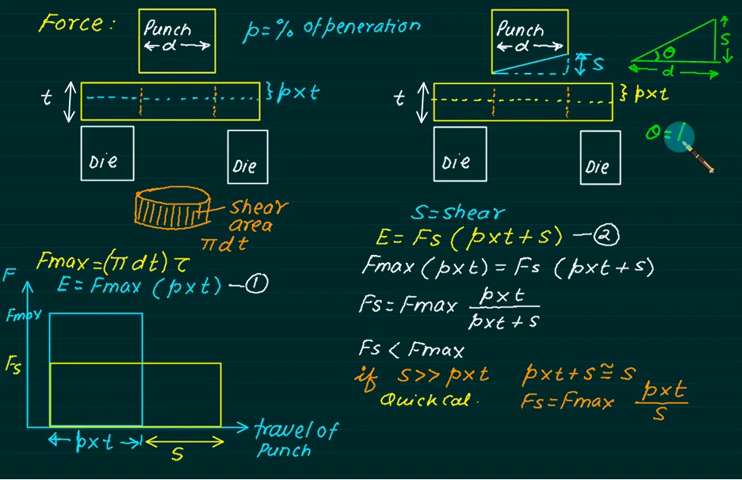 Force:
Punch
d
p=% of peneration
t
p×t
Die
Die
shear
area
πdt
Fmax=(πdt)τ
E=Fmax (p×t) —①
F
Fmax
Fs
p×t
S
travel of
Punch
Punch
d
S
t
p×t
Die
Die
θ
d
S
θ=
S=shear
E=Fs (p×t+s) —②
Fmax (p×t) = Fs (p×t+s)
Fs=Fmax p×t
p×t+s
Fs < Fmax
if s>> p×t p×t+s ≅ s
Quick cal. Fs=Fmax p×t
s